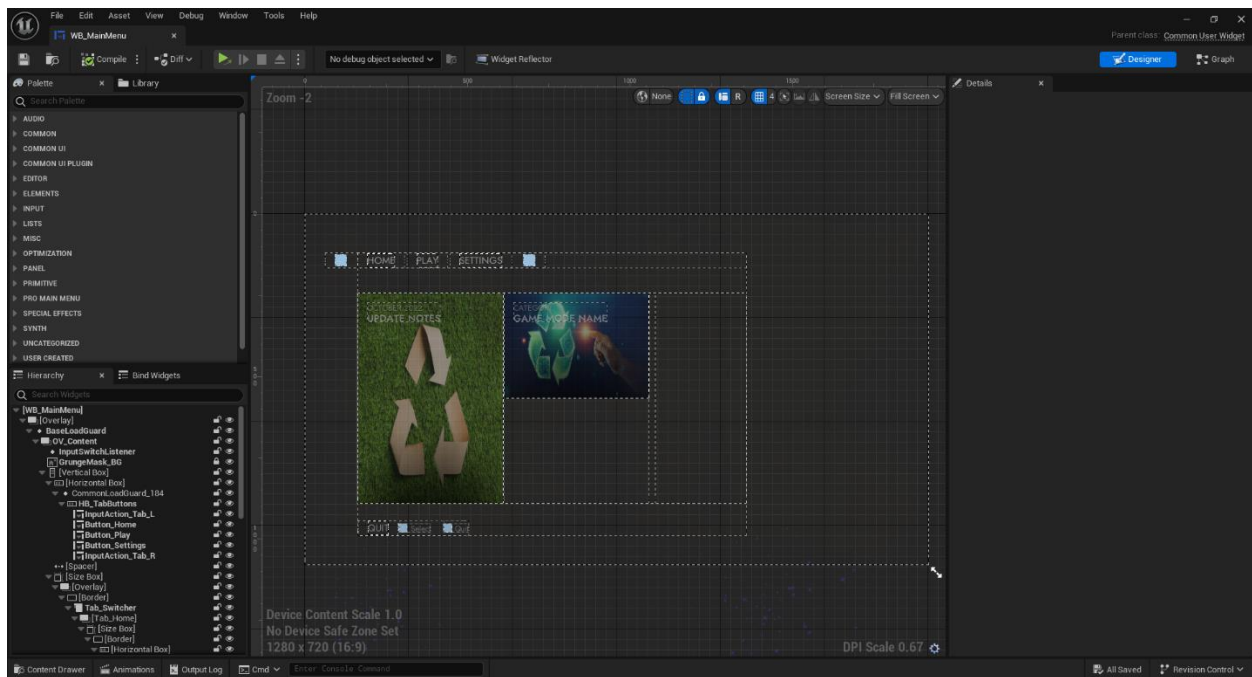 File Edit Asset View Debug Window Tools Help
WB_MainMenu
Parent class: Common User Widget
Compile Diff No debug object selected Widget Reflector Designer Graph
Palette Library
Search Palette
AUDIO
COMMON
COMMON UI
COMMON UI PLUGIN
EDITOR
ELEMENTS
INPUT
LISTS
MISC
OPTIMIZATION
PANEL
PRIMITIVE
PRO MAIN MENU
SPECIAL EFFECTS
SYNTH
UNCATEGORIZED
USER CREATED
Hierarchy Bind Widgets
Search Widgets
[WB_MainMenu]
[Overlay]
BaseLoadGuard
OV_Content
InputSwitchListener
GrungeMask_BG
[Vertical Box]
[Horizontal Box]
CommonLoadGuard_184
HB_TabButtons
InputAction_Tab_L
Button_Home
Button_Play
Button_Settings
InputAction_Tab_R
[Spacer]
[Size Box]
[Overlay]
[Border]
Tab_Switcher
[Tab_Home]
[Size Box]
[Border]
[Horizontal Box]
0 500 1000 1500
Zoom -2
None R 4 Screen Size Fill Screen
HOME PLAY SETTINGS
UPDATE NOTES
GAME MODE NAME
QUIT Select Quit
Device Content Scale 1.0
No Device Safe Zone Set
1280 x 720 (16:9)
DPI Scale 0.67
Details
Content Drawer Animations Output Log Cmd Enter Console Command All Saved Revision Control